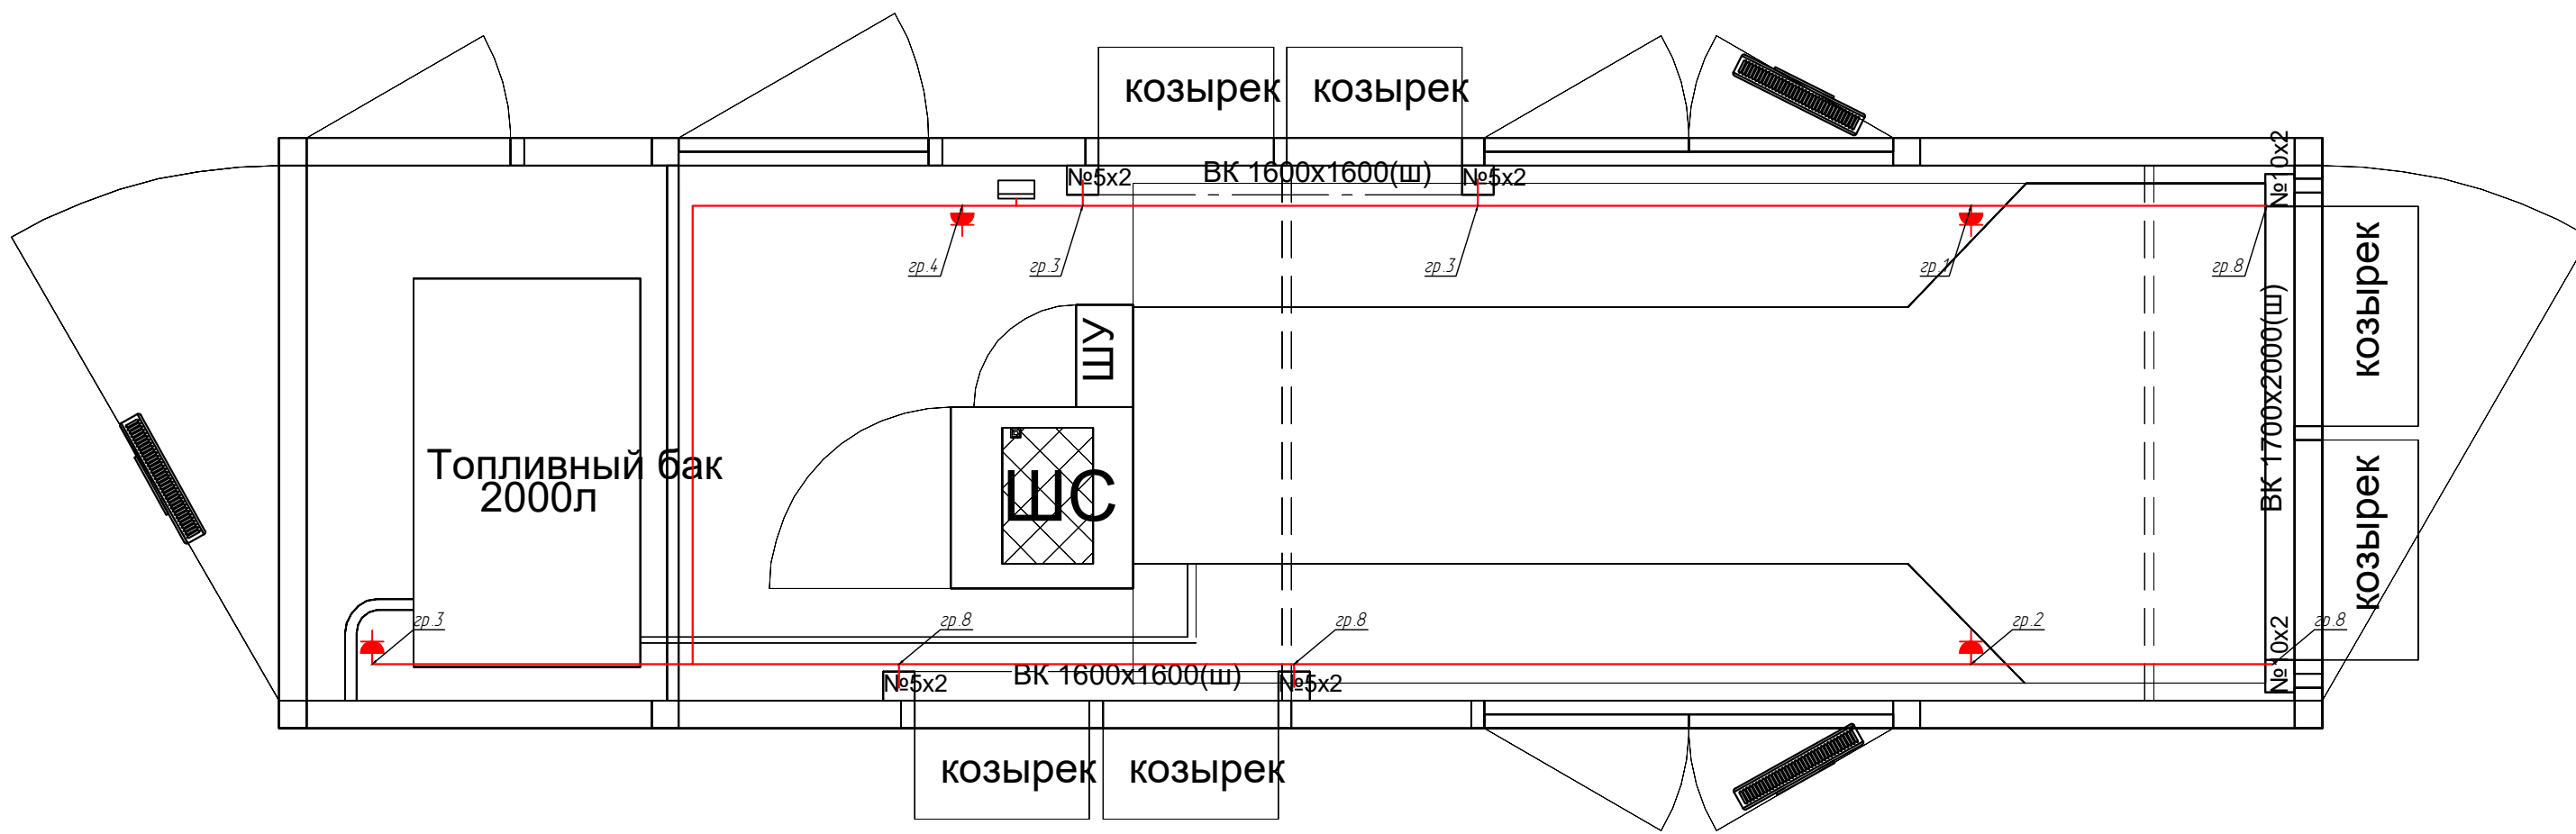 козырек
козырек
ВК 1600х1600(ш)
№5х2
№5х2
№10х2
гр.4
гр.3
гр.3
гр.1
гр.8
козырек
ШУ
ВК 1700х2000(ш)
Топливный бак
2000л
ШС
козырек
гр.3
гр.8
гр.8
гр.2
гр.8
№10х2
№5х2
ВК 1600х1600(ш)
№5х2
козырек
козырек